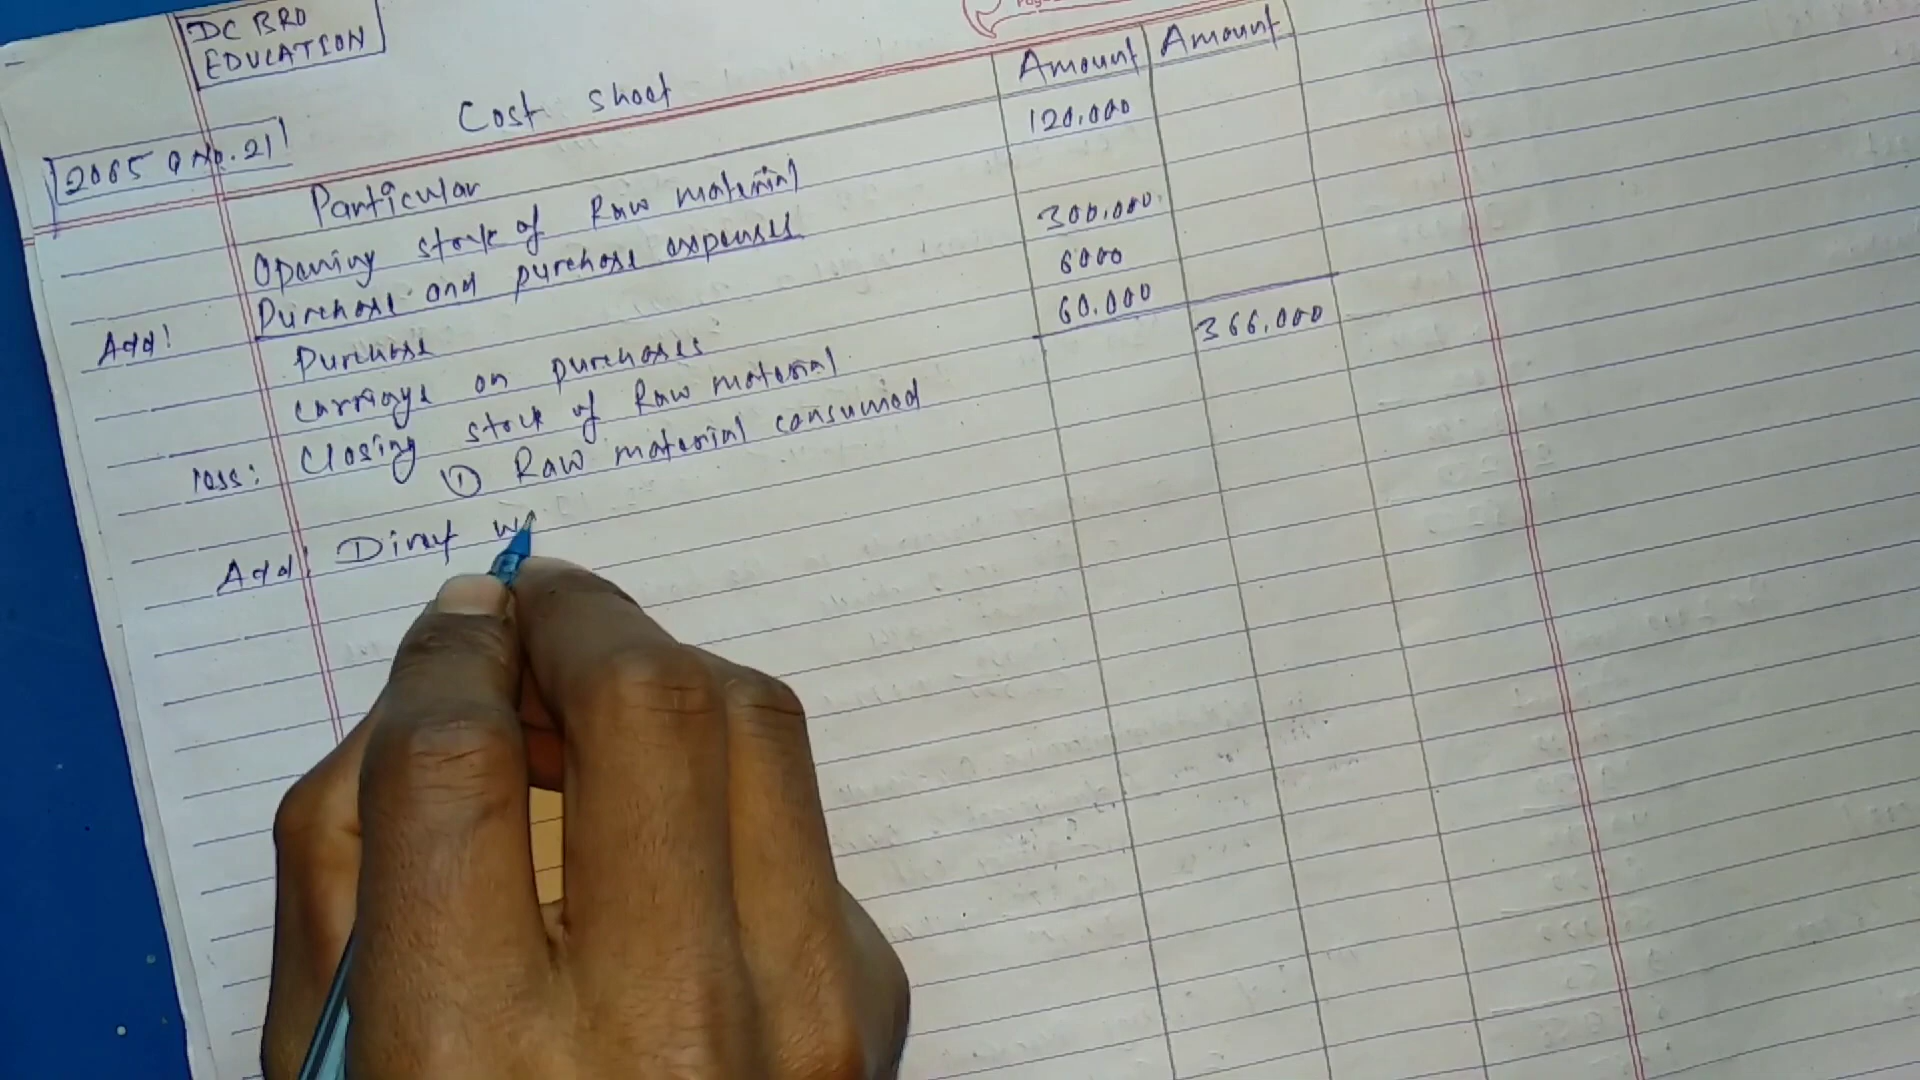 DC BRO
EDUCATION
Cost sheet
2065 Q No. 21
Particular Amount Amount
Opening stock of Raw material 120,000
Add: Purchase and purchase expenses
Purchase 300,000
carriage on purchases 6000
less: Closing stock of Raw material 60,000
① Raw material consumed 366,000
Add: Direct w